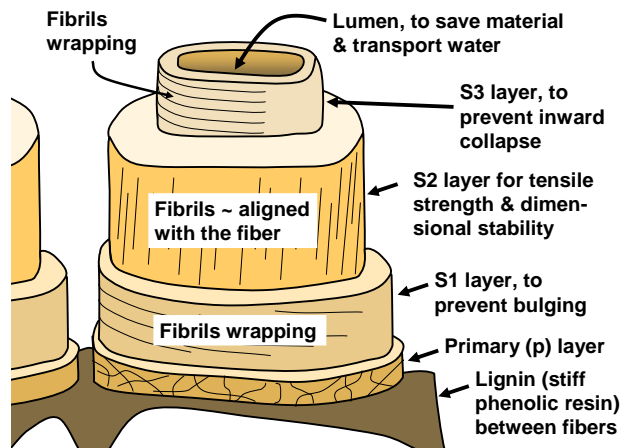 Fibrils
wrapping
Lumen, to save material
& transport water
S3 layer, to
prevent inward
collapse
S2 layer for tensile
strength & dimen-
sional stability
Fibrils ~ aligned
with the fiber
S1 layer, to
prevent bulging
Fibrils wrapping
Primary (p) layer
Lignin (stiff
phenolic resin)
between fibers